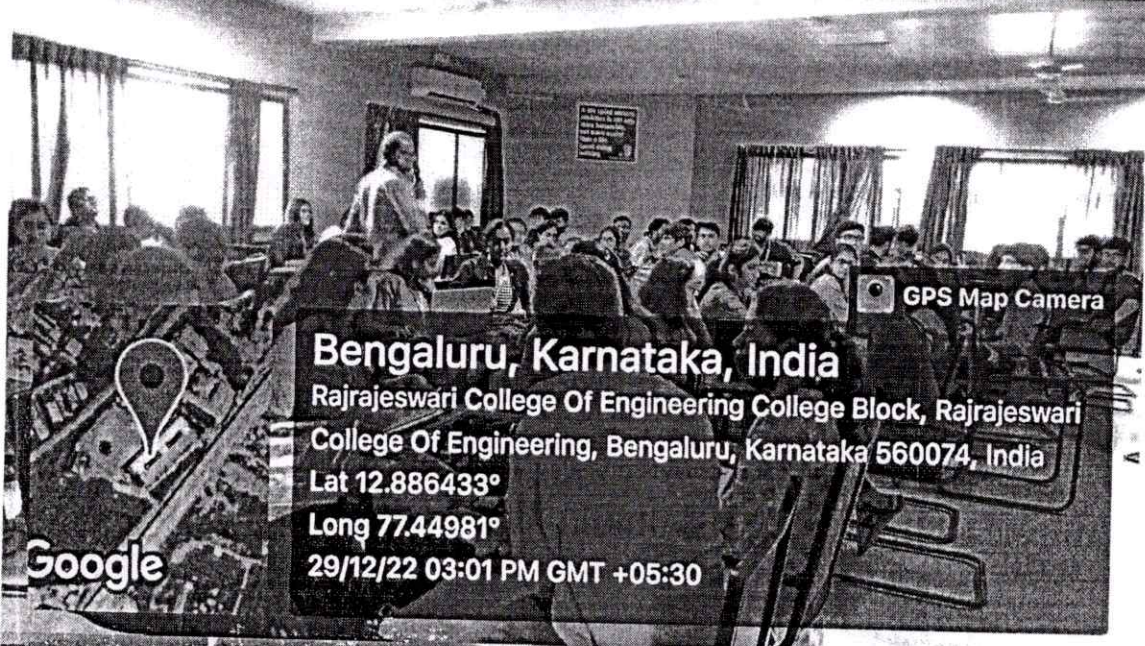 GPS Map Camera
Bengaluru, Karnataka, India
Rajrajeswari College Of Engineering College Block, Rajrajeswari
College Of Engineering, Bengaluru, Karnataka 560074, India
Lat 12.886433°
Long 77.44981°
29/12/22 03:01 PM GMT +05:30
Google